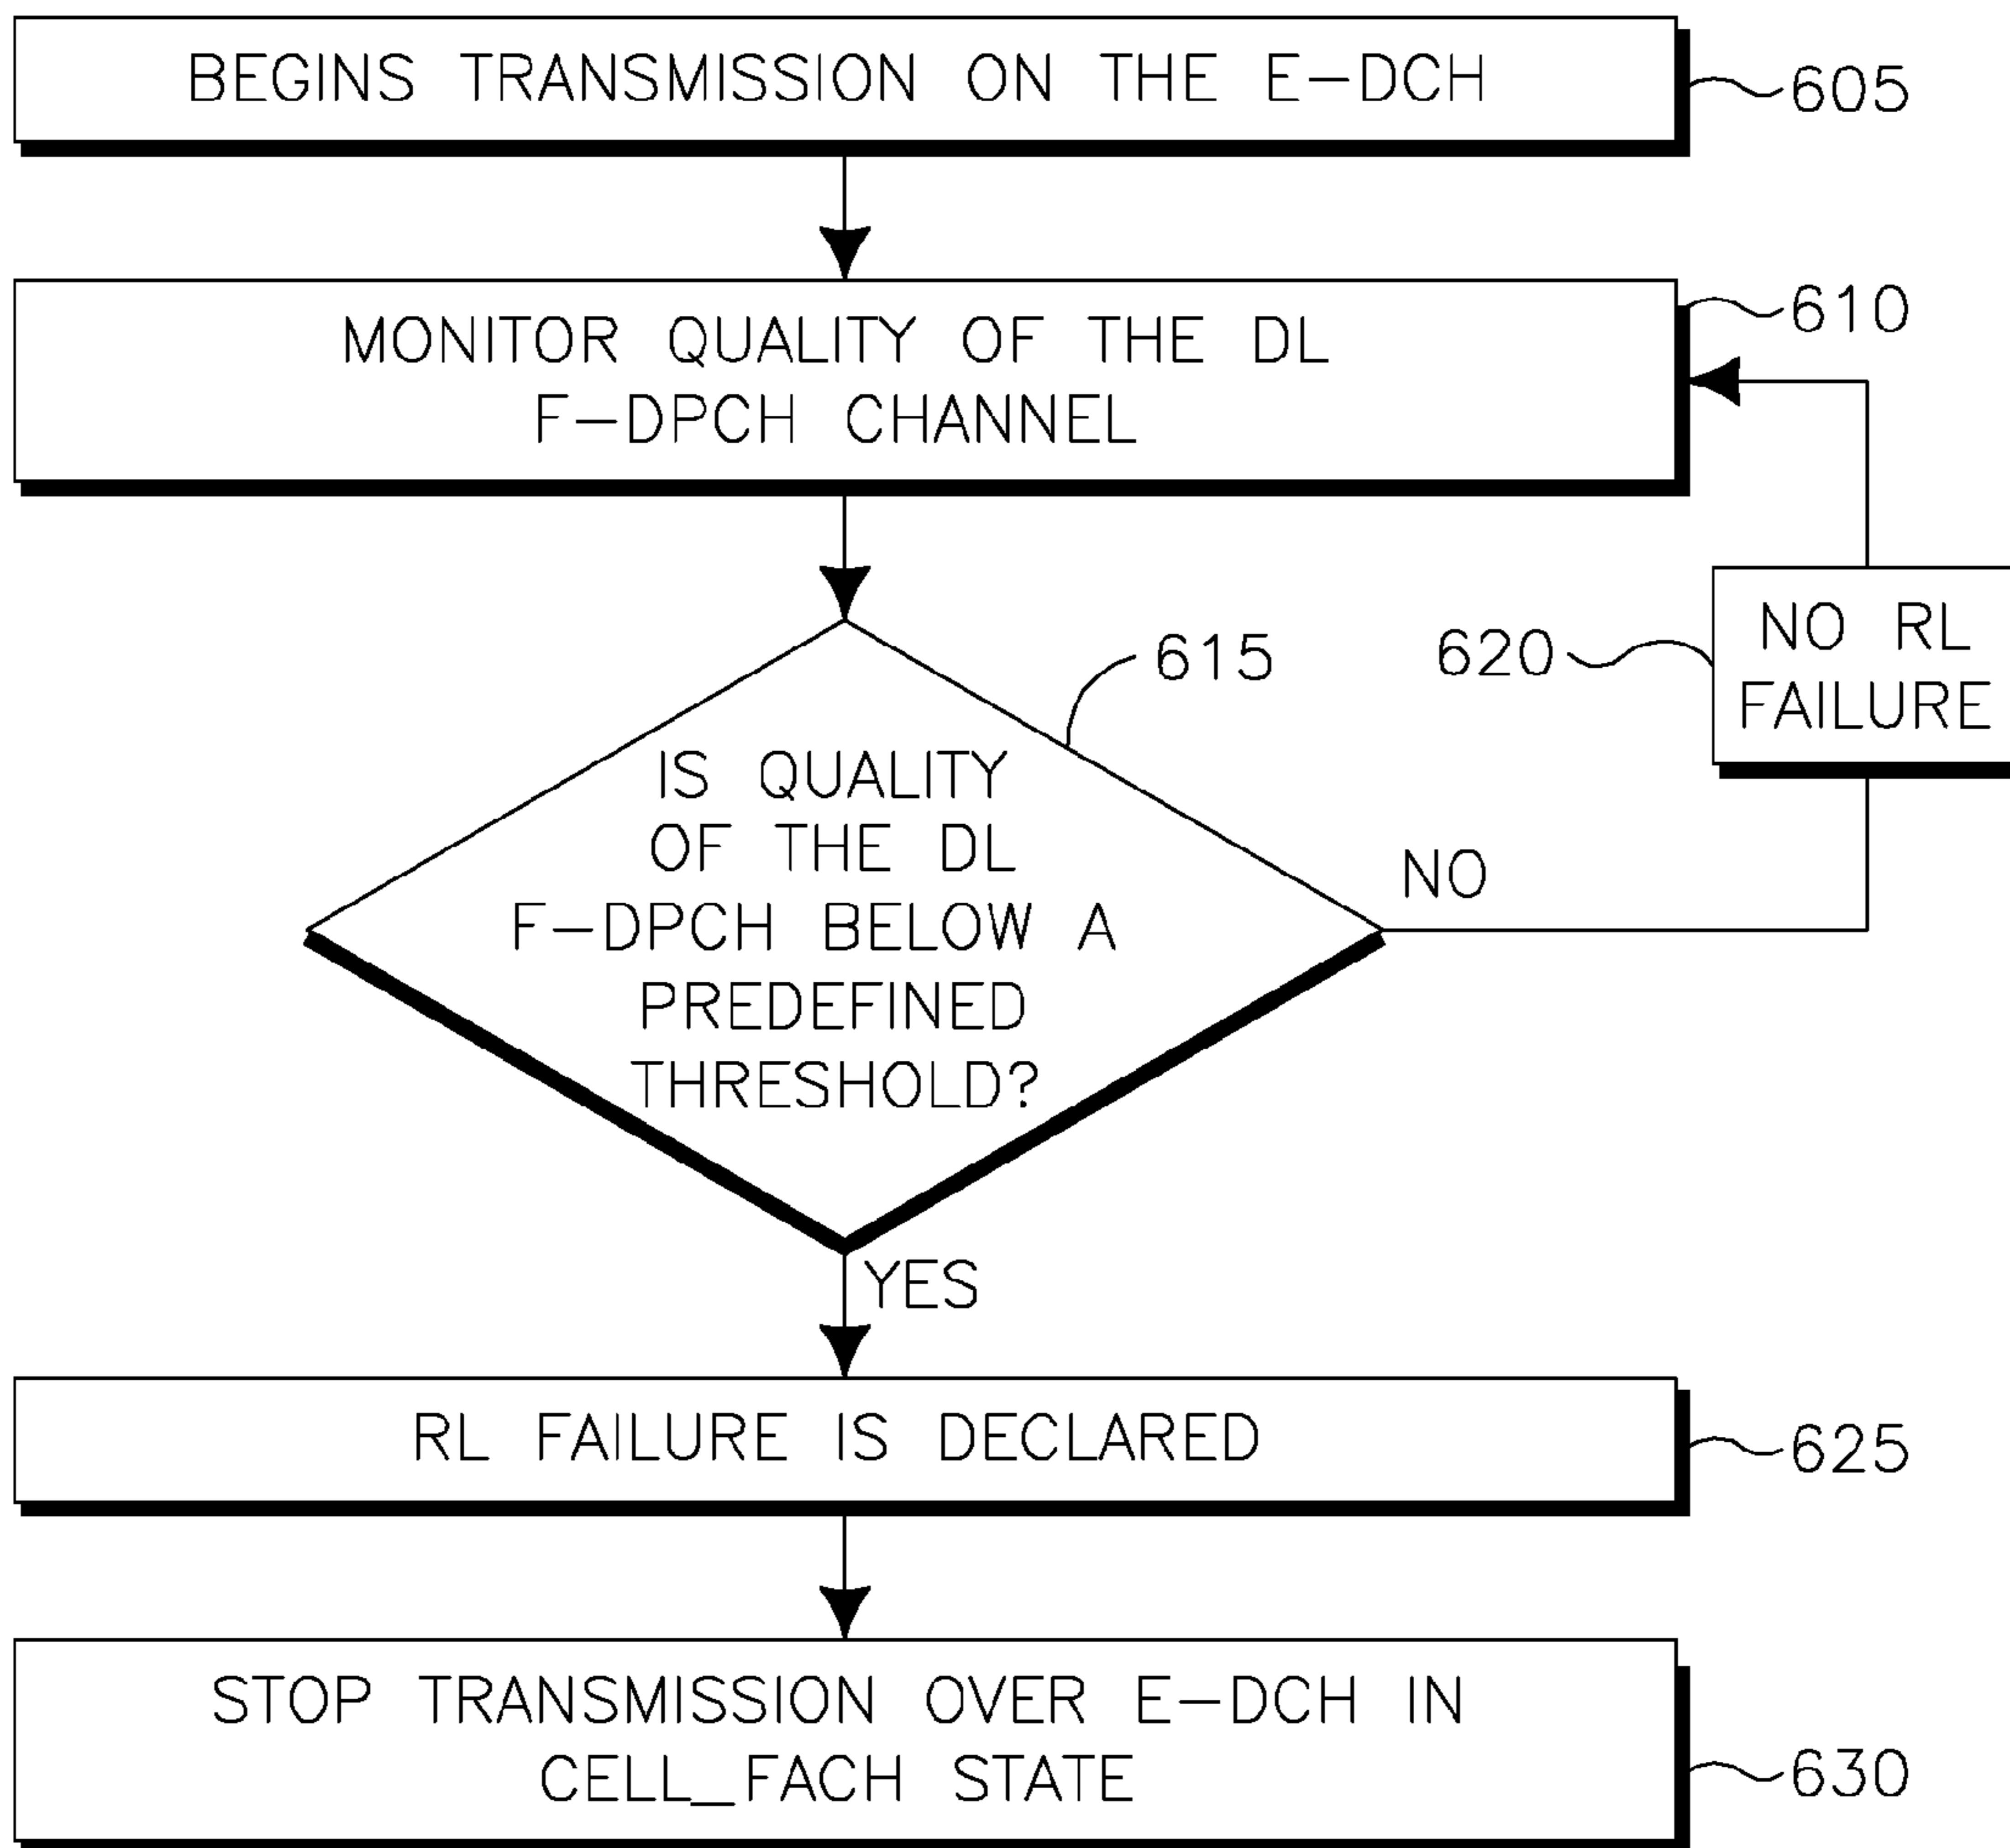 BEGINS TRANSMISSION ON THE E-DCH
605
MONITOR QUALITY OF THE DL
F-DPCH CHANNEL
610
IS QUALITY
OF THE DL
F-DPCH BELOW A
PREDEFINED
THRESHOLD?
615
NO
620
NO RL
FAILURE
YES
RL FAILURE IS DECLARED
625
STOP TRANSMISSION OVER E-DCH IN
CELL_FACH STATE
630